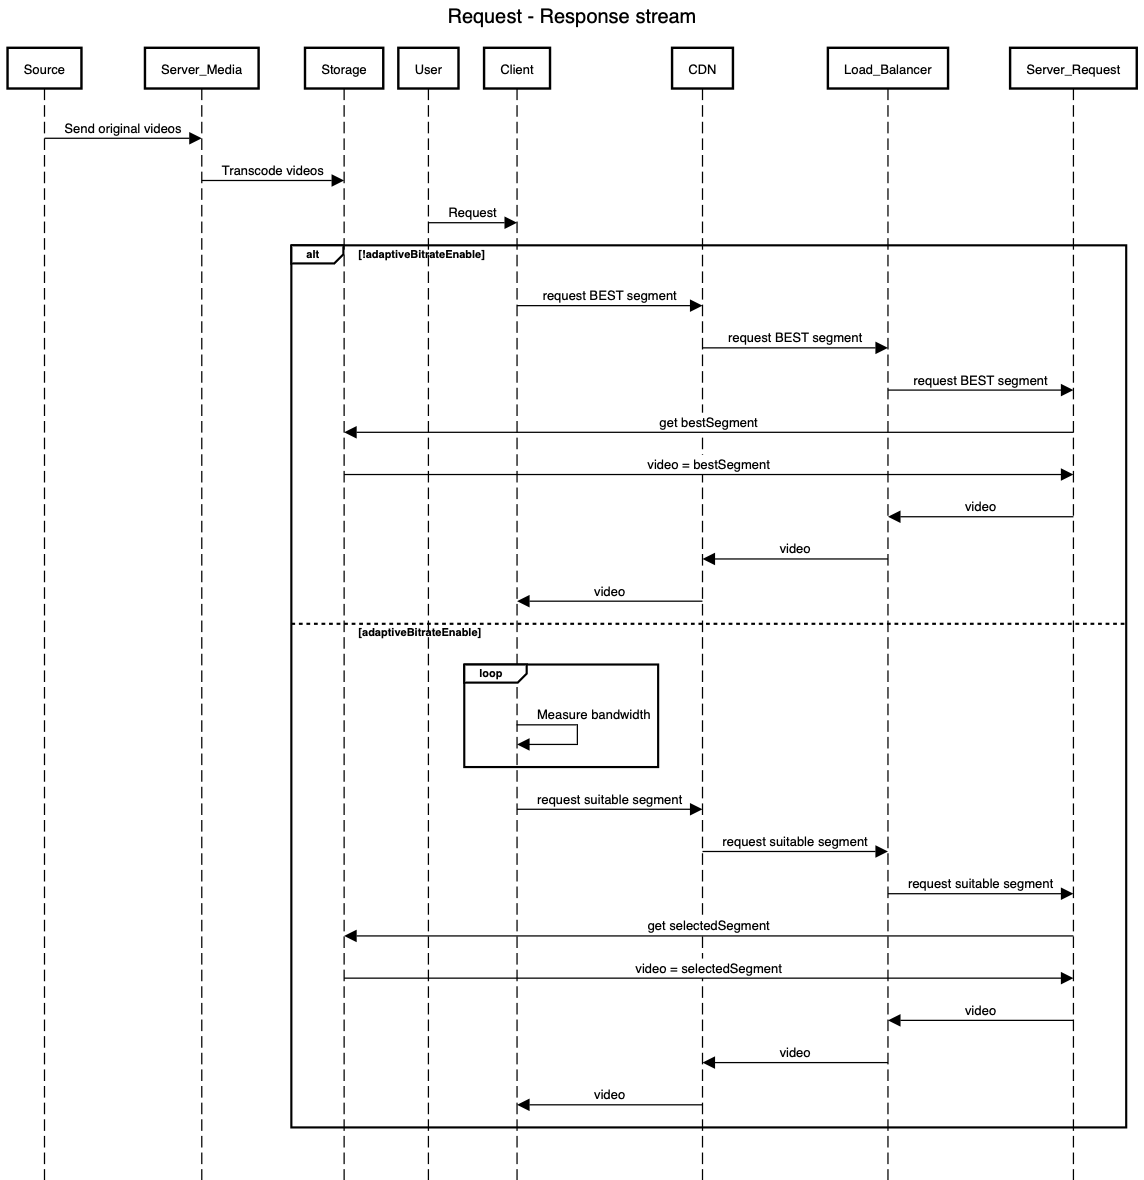 Request - Response stream
Source
Server_Media
Storage
User
Client
CDN
Load_Balancer
Server_Request
Send original videos
Transcode videos
Request
alt
[!adaptiveBitrateEnable]
request BEST segment
request BEST segment
request BEST segment
get bestSegment
video = bestSegment
video
video
video
[adaptiveBitrateEnable]
loop
Measure bandwidth
request suitable segment
request suitable segment
request suitable segment
get selectedSegment
video = selectedSegment
video
video
video